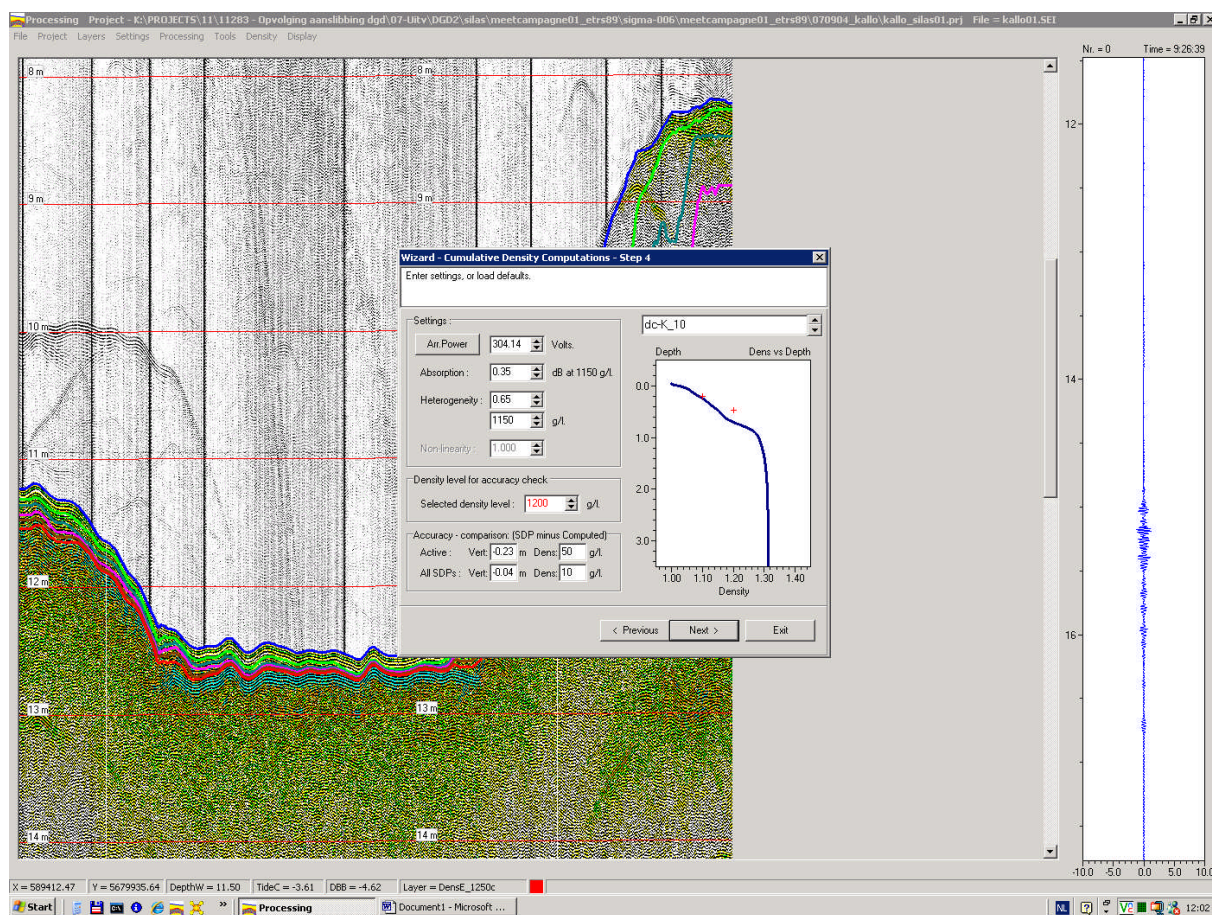 Processing Project - K:\PROJECTS\11\11283 - Opvolging aanslibbing dgd\07-Uitv\DGD2\silas\meetcampagne01_etrs89\sigma-006\meetcampagne01_etrs89\070904_kallo\kallo_silas01.prj File = kallo01.SEI
File Project Layers Settings Processing Tools Density Display
Nr. = 0 Time = 9:26:39
8 m 8 m
9 m 9 m
10 m
11 m
12 m
13 m 13 m
14 m 14 m
Wizard - Cumulative Density Computations - Step 4
Enter settings, or load defaults.
Settings :
Arr.Power 304.14 Volts.
Absorption : 0.35 dB at 1150 g/l.
Heterogeneity : 0.65
1150 g/l.
Non-linearity : 1.000
Density level for accuracy check
Selected density level : 1200 g/l
Accuracy - comparison: (SDP minus Computed)
Active : Vert: -0.23 m Dens: 50 g/l.
All SDPs : Vert: -0.04 m Dens: 10 g/l.
dc-K_10
Depth Dens vs Depth
0.0
1.0
2.0
3.0
1.00 1.10 1.20 1.30 1.40
Density
< Previous Next > Exit
12
14
16
-10.0 -5.0 0.0 5.0 10.0
X = 589412.47 Y = 5679935.64 DepthW = 11.50 TideC = -3.61 DBB = -4.62 Layer = DensE_1250c
Start » Processing Document1 - Microsoft ... NL 12:02